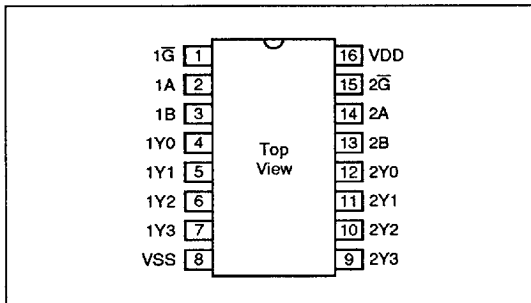 1G̅ 1 16 VDD
1A 2 15 2G̅
1B 3 14 2A
1Y0 4 13 2B
Top
1Y1 5 12 2Y0
View
1Y2 6 11 2Y1
1Y3 7 10 2Y2
VSS 8 9 2Y3